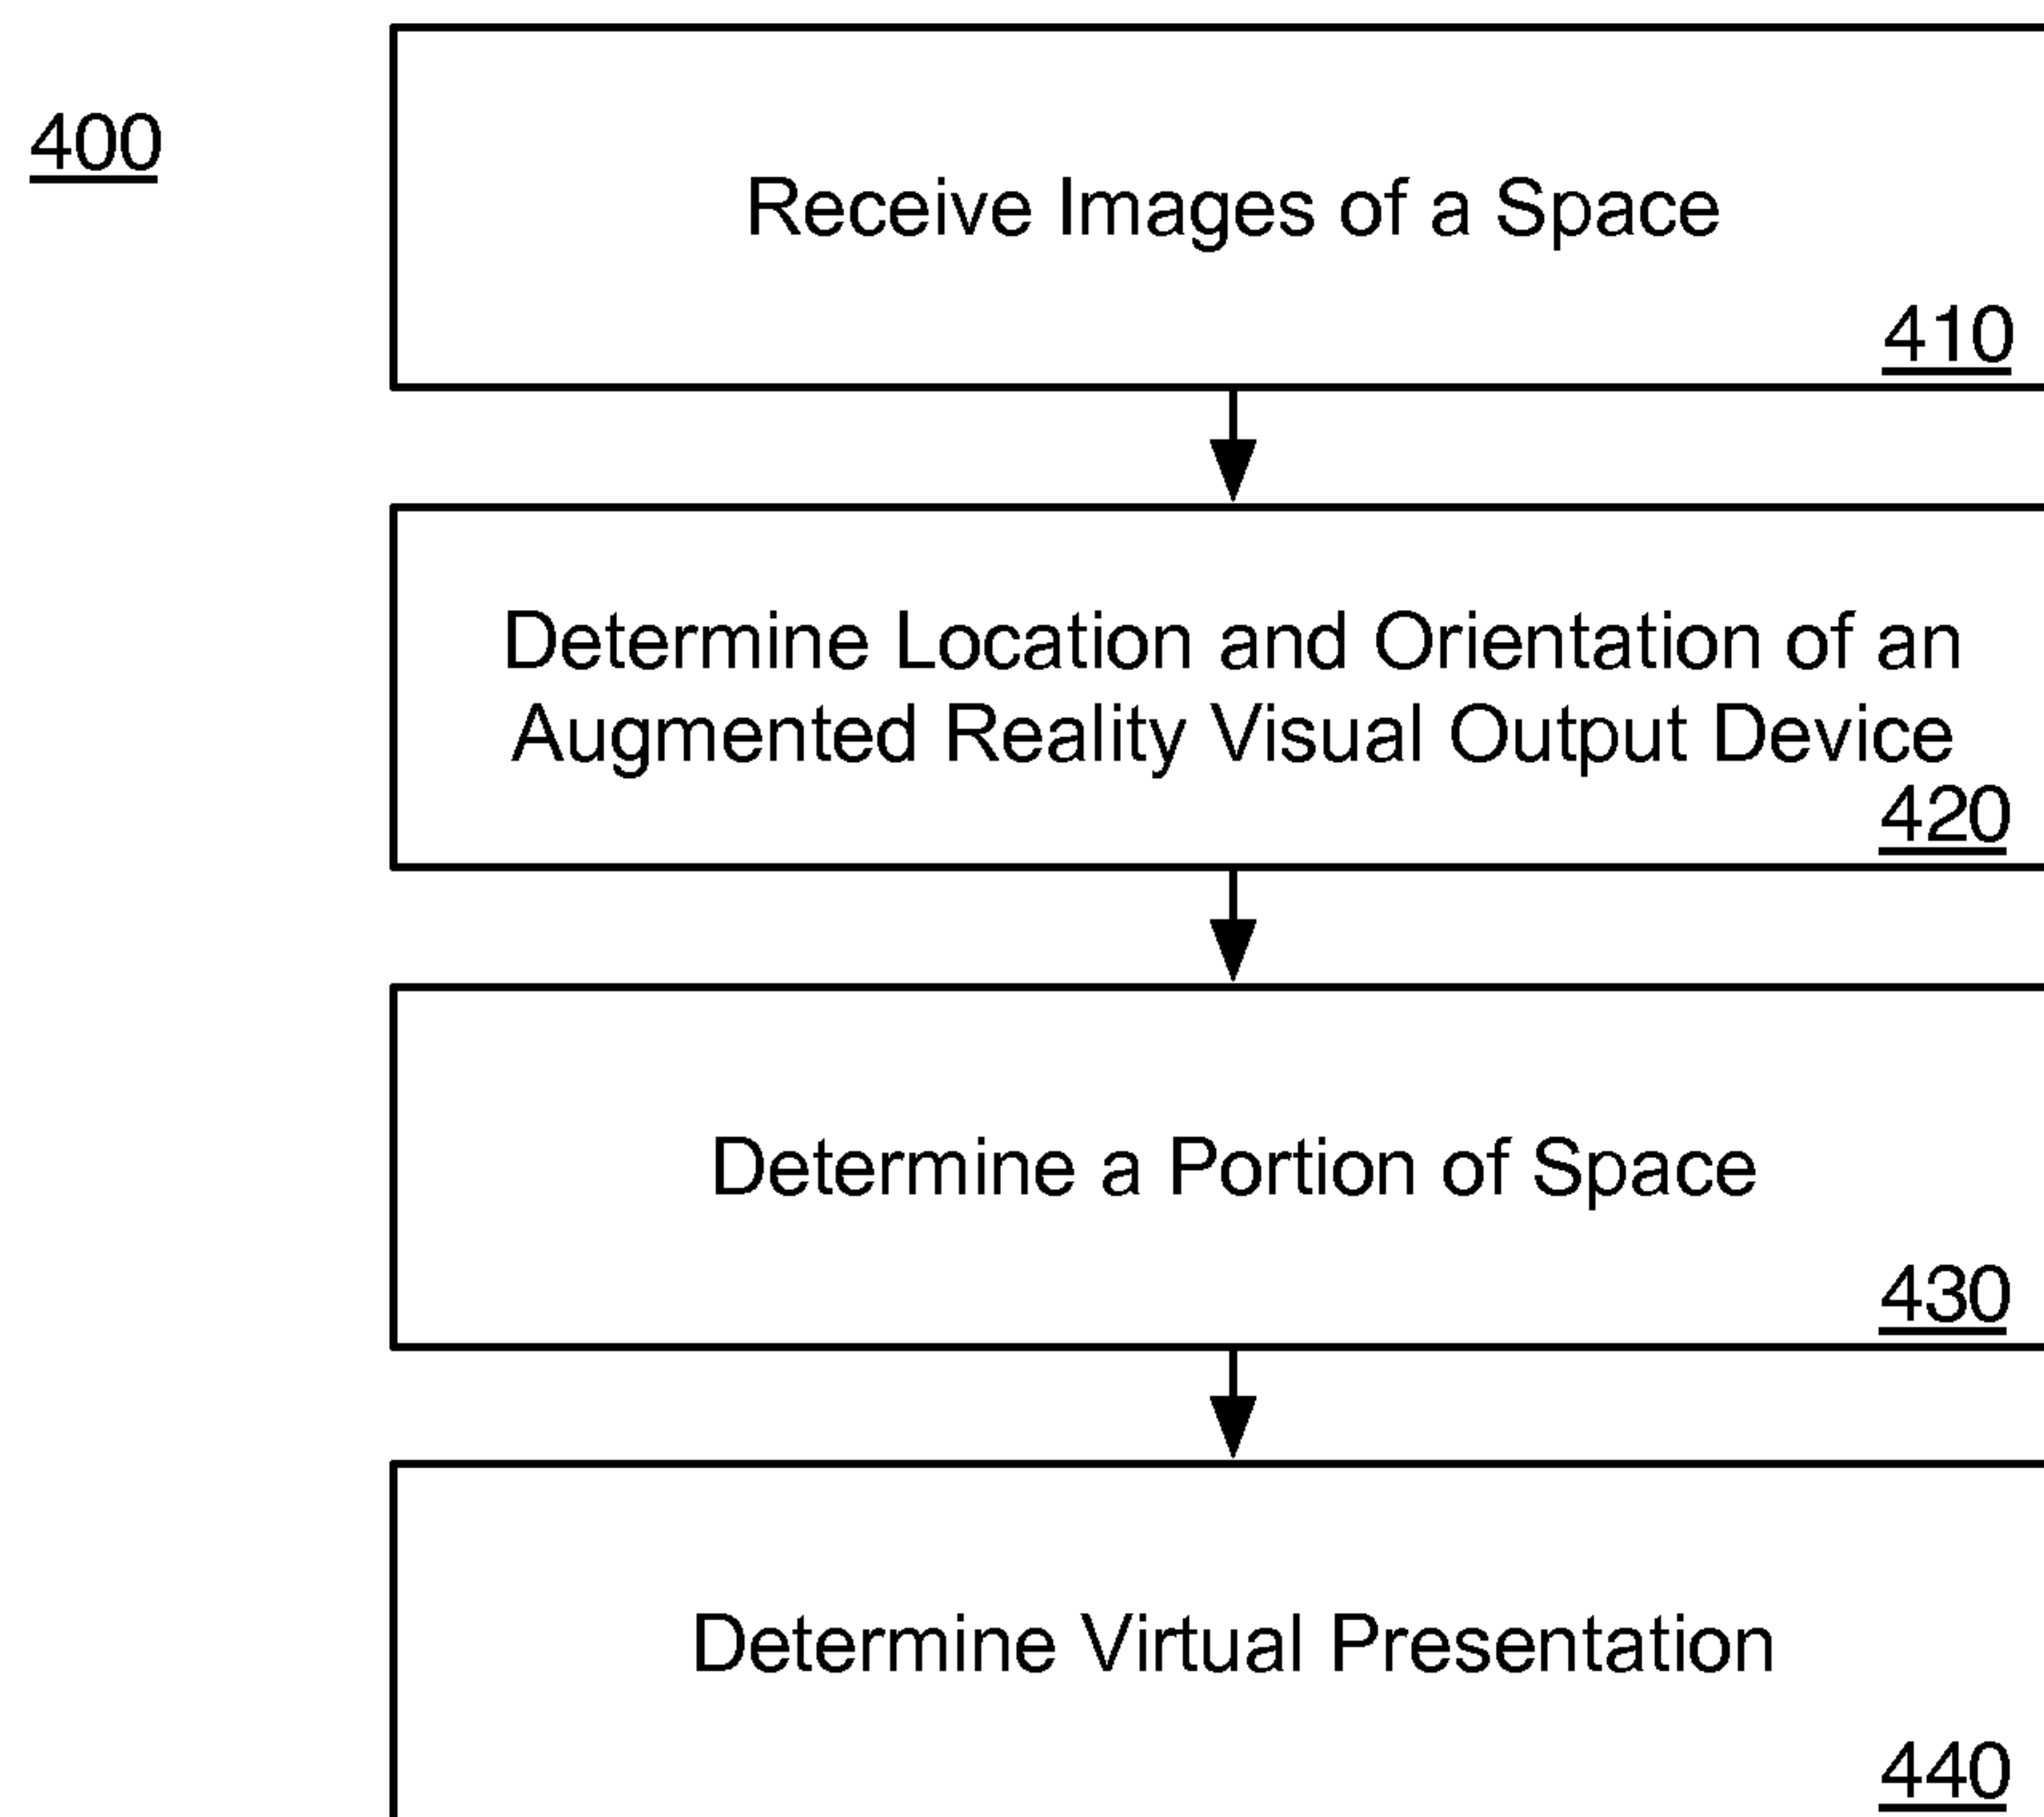 400
Receive Images of a Space
410
Determine Location and Orientation of an
Augmented Reality Visual Output Device
420
Determine a Portion of Space
430
Determine Virtual Presentation
440